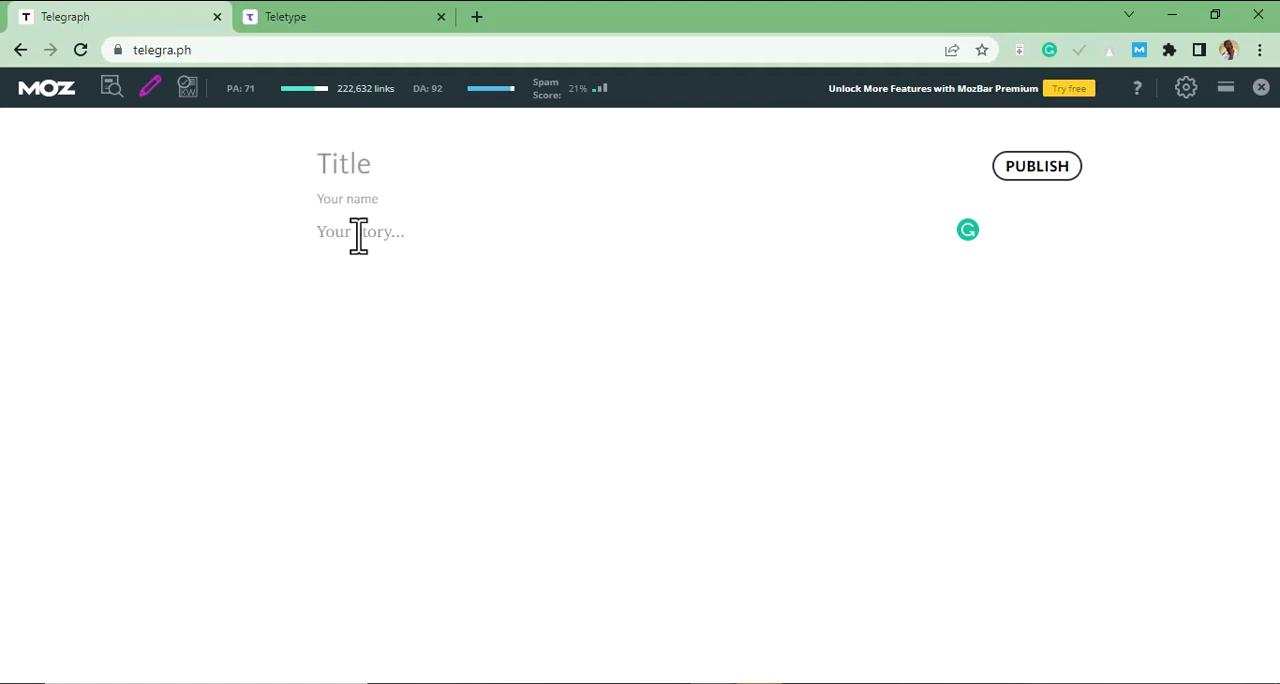 Telegraph
Teletype
telegra.ph
MOZ
PA: 71
222,632 links
DA: 92
Spam Score: 21%
Unlock More Features with MozBar Premium
Try free
?
Title
PUBLISH
Your name
Your story...